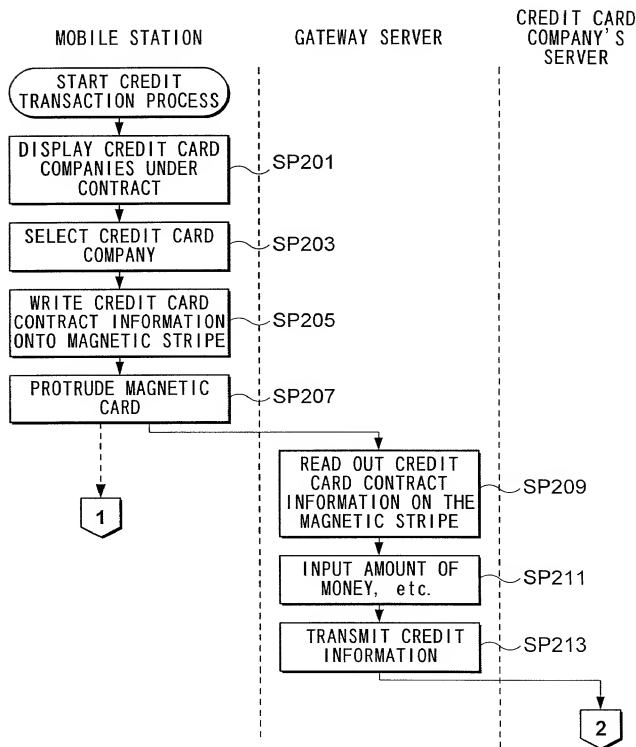 MOBILE STATION
GATEWAY SERVER
CREDIT CARD
COMPANY'S
SERVER
START CREDIT
TRANSACTION PROCESS
DISPLAY CREDIT CARD
COMPANIES UNDER
CONTRACT
SP201
SELECT CREDIT CARD
COMPANY
SP203
WRITE CREDIT CARD
CONTRACT INFORMATION
ONTO MAGNETIC STRIPE
SP205
PROTRUDE MAGNETIC
CARD
SP207
1
READ OUT CREDIT
CARD CONTRACT
INFORMATION ON THE
MAGNETIC STRIPE
SP209
INPUT AMOUNT OF
MONEY, etc.
SP211
TRANSMIT CREDIT
INFORMATION
SP213
2